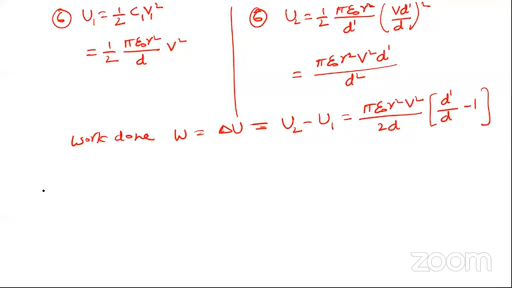 ⑥ U₁ = 1/2 C₁V₁²
= 1/2 πε₀r²/d V²
⑥ U₂ = 1/2 πε₀r²/d' (Vd'/d)²
= πε₀r²V²d'/d²
Work done W = ΔU = U₂ - U₁ = πε₀r²V²/2d [d'/d - 1]
zoom